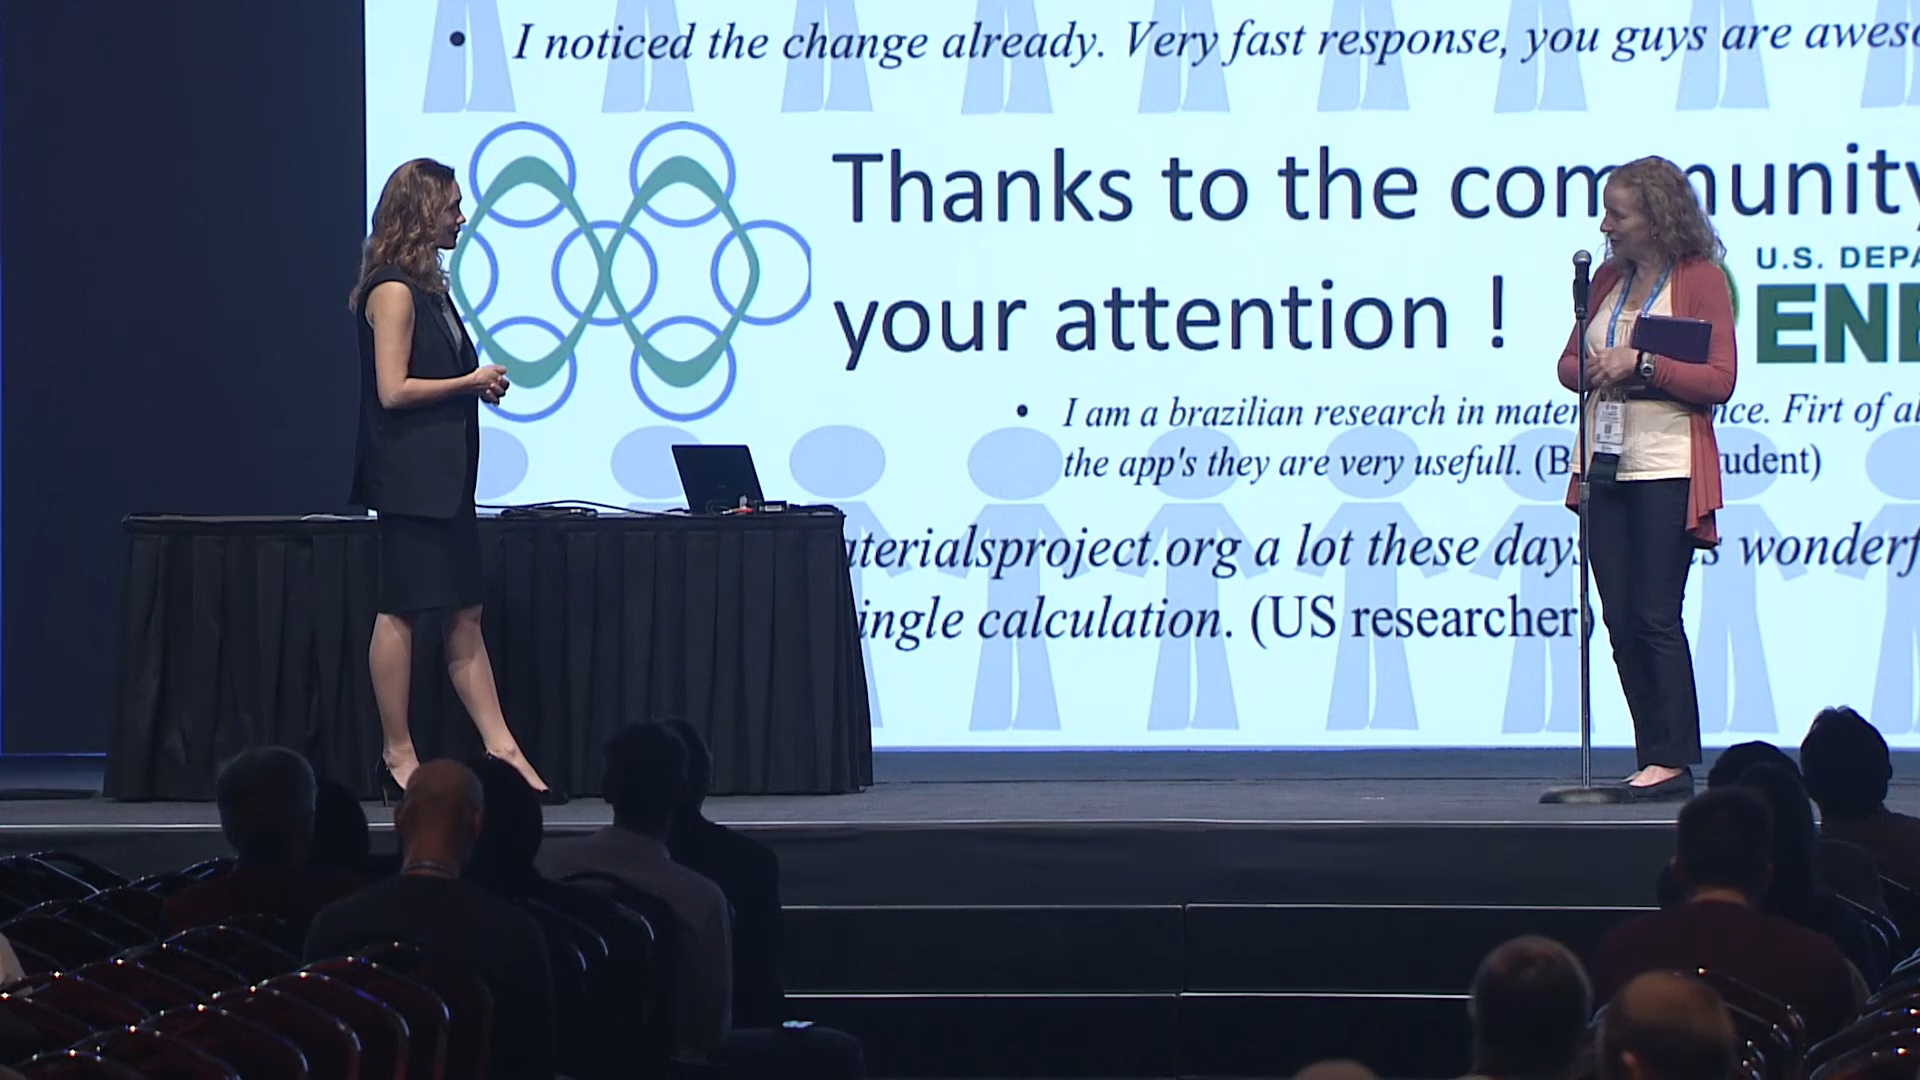 • I noticed the change already. Very fast response, you guys are aweso
Thanks to the community
your attention !
U.S. DEPA
ENE
• I am a brazilian research in mater nce. Firt of al
the app's they are very usefull. (B udent)
aterialsproject.org a lot these days s wonderf
ingle calculation. (US researcher)